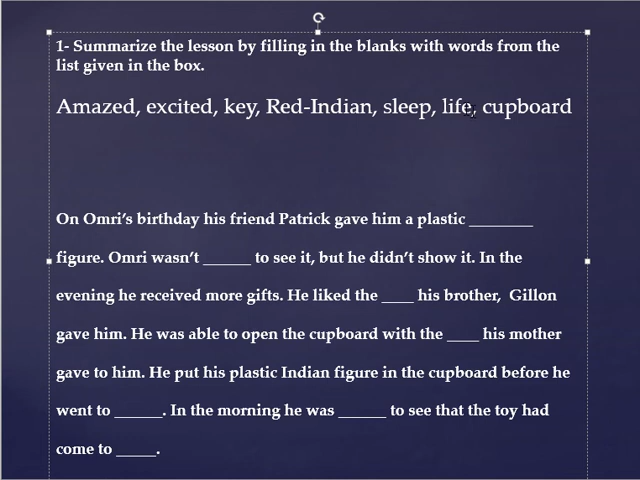 1- Summarize the lesson by filling in the blanks with words from the
list given in the box.
Amazed, excited, key, Red-Indian, sleep, life, cupboard
On Omri’s birthday his friend Patrick gave him a plastic ________
figure. Omri wasn’t ______ to see it, but he didn’t show it. In the
evening he received more gifts. He liked the ____ his brother,  Gillon
gave him. He was able to open the cupboard with the ____ his mother
gave to him. He put his plastic Indian figure in the cupboard before he
went to ______. In the morning he was ______ to see that the toy had
come to _____.